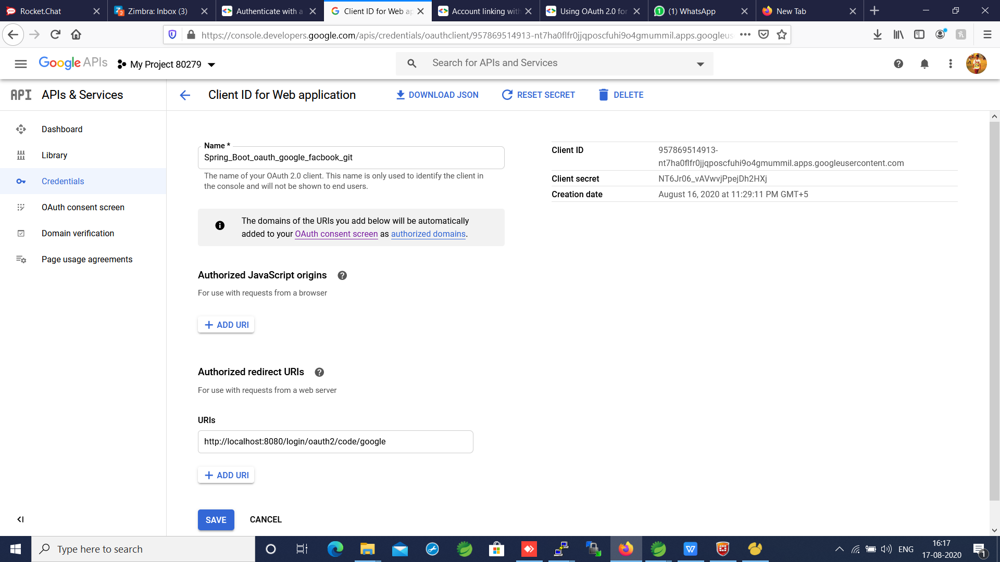 Rocket.Chat
Zimbra: Inbox (3)
Authenticate with a
Client ID for Web ap
Account linking with
Using OAuth 2.0 for
(1) WhatsApp
New Tab
https://console.developers.google.com/apis/credentials/oauthclient/957869514913-nt7ha0flfr0jjqposcfuhi9o4gmummil.apps.googleus
Google APIs
My Project 80279
Search for APIs and Services
API APIs & Services
Client ID for Web application
DOWNLOAD JSON
RESET SECRET
DELETE
Dashboard
Library
Credentials
OAuth consent screen
Domain verification
Page usage agreements
Name *
Spring_Boot_oauth_google_facbook_git
The name of your OAuth 2.0 client. This name is only used to identify the client in
the console and will not be shown to end users.
The domains of the URIs you add below will be automatically
added to your OAuth consent screen as authorized domains.
Authorized JavaScript origins
For use with requests from a browser
ADD URI
Authorized redirect URIs
For use with requests from a web server
URIs
http://localhost:8080/login/oauth2/code/google
ADD URI
SAVE
CANCEL
Client ID
957869514913-
nt7ha0flfr0jjqposcfuhi9o4gmummil.apps.googleusercontent.com
Client secret
NT6Jr06_vAVwvjPpejDh2HXj
Creation date
August 16, 2020 at 11:29:11 PM GMT+5
Type here to search
ENG
16:17
17-08-2020
1